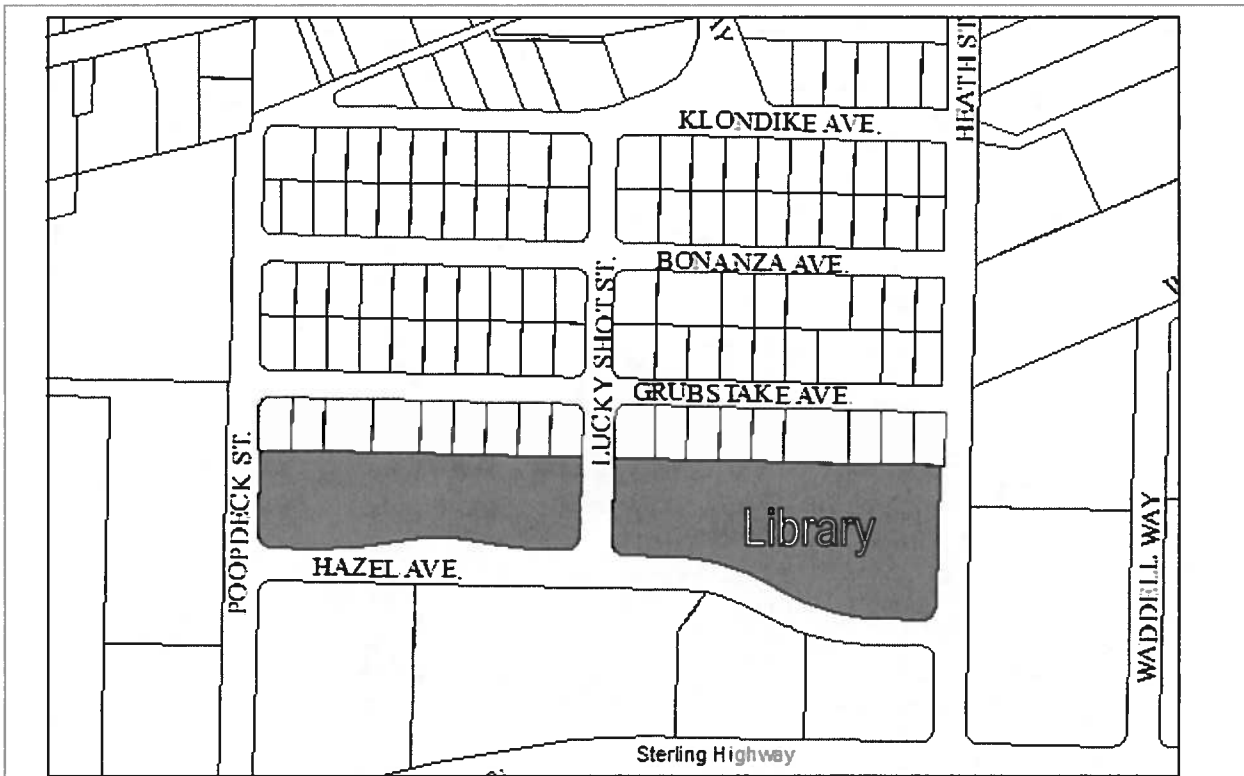 HEATH ST.
KLONDIKE AVE.
BONANZA AVE.
LUCKY SHOT ST.
GRUBSTAKE AVE.
POOPDECK ST.
Library
HAZEL AVE.
WADDELL WAY
Sterling Highway